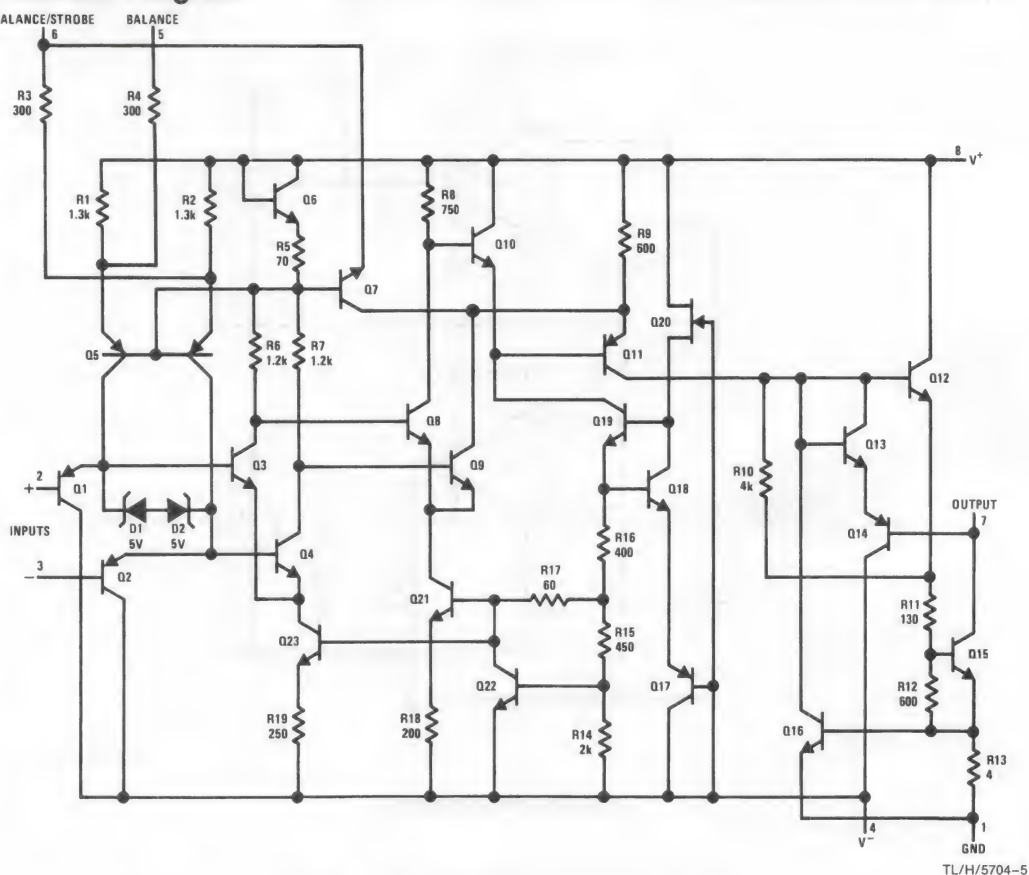 ALANCE/STROBE BALANCE
6 5
R3
300
R4
300
8 V+
R1
1.3k
R2
1.3k
Q6
R5
70
R8
750
Q10
R9
600
Q7
Q20
Q5
R6
1.2k
R7
1.2k
Q11
Q12
Q8
Q19
Q13
2
+
Q1
Q3
Q9
Q18
R10
4k
OUTPUT
7
INPUTS
D1
5V
D2
5V
Q14
3
−
Q2
Q4
R16
400
R17
60
R11
130
Q21
Q23
R15
450
Q15
Q22
Q17
R12
600
R19
250
R18
200
R14
2k
Q16
R13
4
4
V−
1
GND
TL/H/5704–5